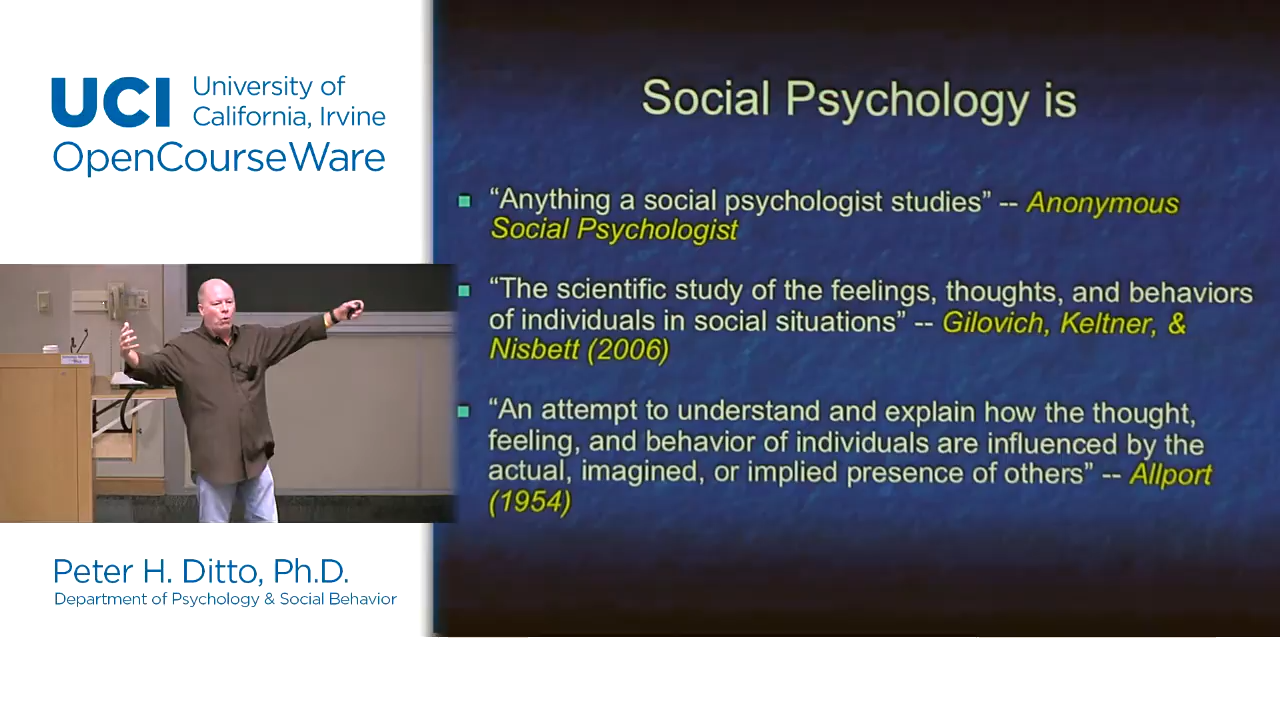 UCI
University of
California, Irvine
OpenCourseWare
Peter H. Ditto, Ph.D.
Department of Psychology & Social Behavior
Social Psychology is
“Anything a social psychologist studies” -- Anonymous
Social Psychologist
“The scientific study of the feelings, thoughts, and behaviors
of individuals in social situations” -- Gilovich, Keltner, &
Nisbett (2006)
“An attempt to understand and explain how the thought,
feeling, and behavior of individuals are influenced by the
actual, imagined, or implied presence of others” -- Allport
(1954)